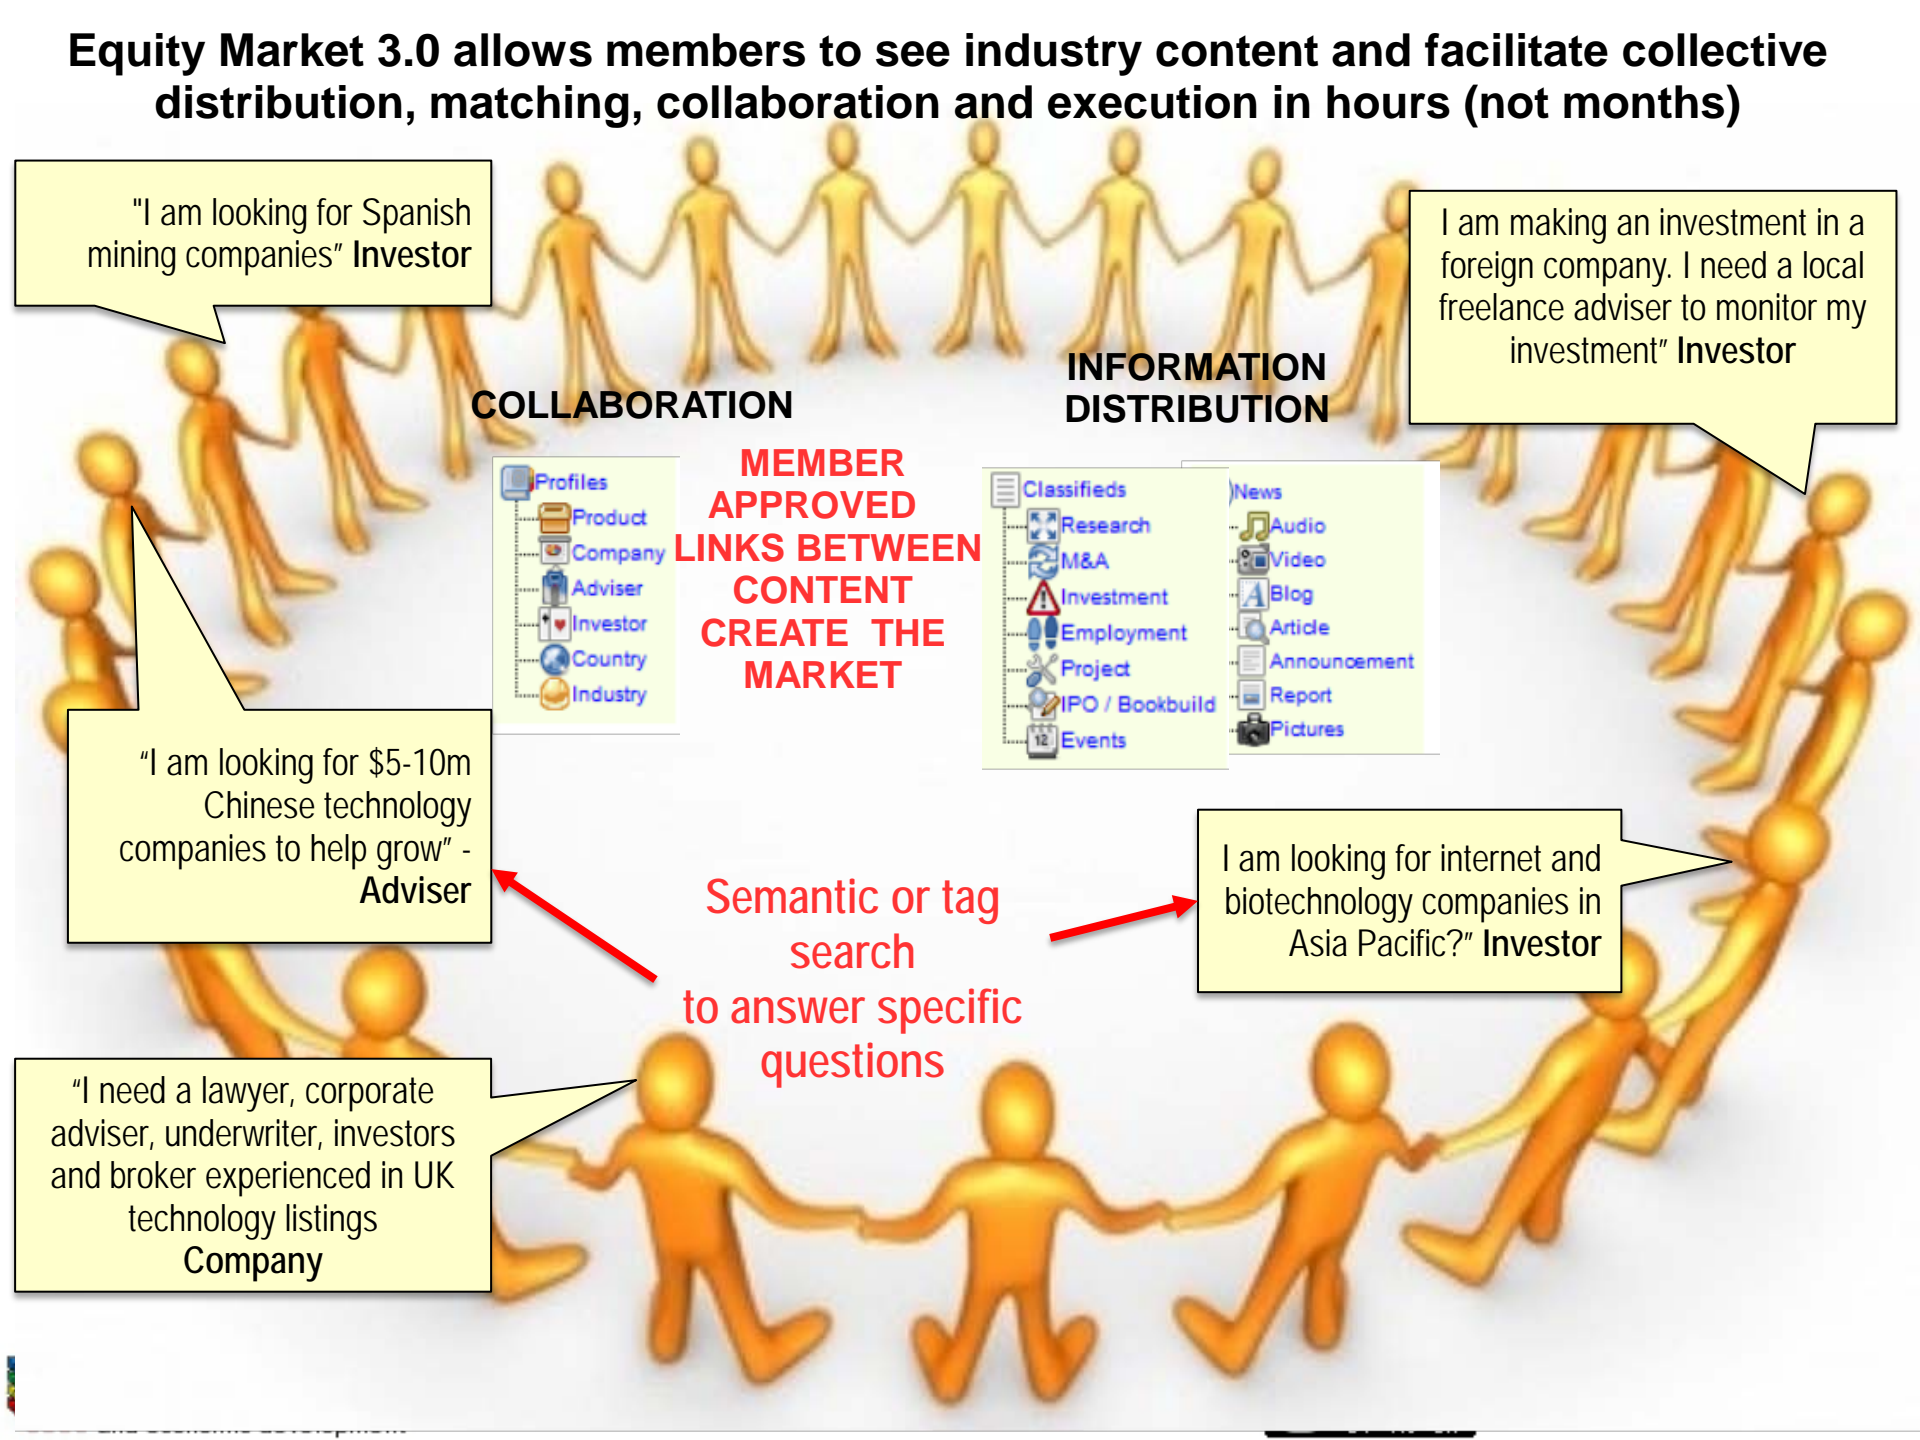 Equity Market 3.0 allows members to see industry content and facilitate collective
distribution, matching, collaboration and execution in hours (not months)
"I am looking for Spanish
mining companies” Investor
I am making an investment in a
foreign company. I need a local
freelance adviser to monitor my
investment” Investor
COLLABORATION
INFORMATION
DISTRIBUTION
Profiles
Product
Company
Adviser
Investor
Country
Industry
MEMBER
APPROVED
LINKS BETWEEN
CONTENT
CREATE THE
MARKET
Classifieds
Research
M&A
Investment
Employment
Project
IPO / Bookbuild
Events
News
Audio
Video
Blog
Article
Announcement
Report
Pictures
“I am looking for $5-10m
Chinese technology
companies to help grow” -
Adviser
Semantic or tag
search
to answer specific
questions
I am looking for internet and
biotechnology companies in
Asia Pacific?” Investor
“I need a lawyer, corporate
adviser, underwriter, investors
and broker experienced in UK
technology listings
Company